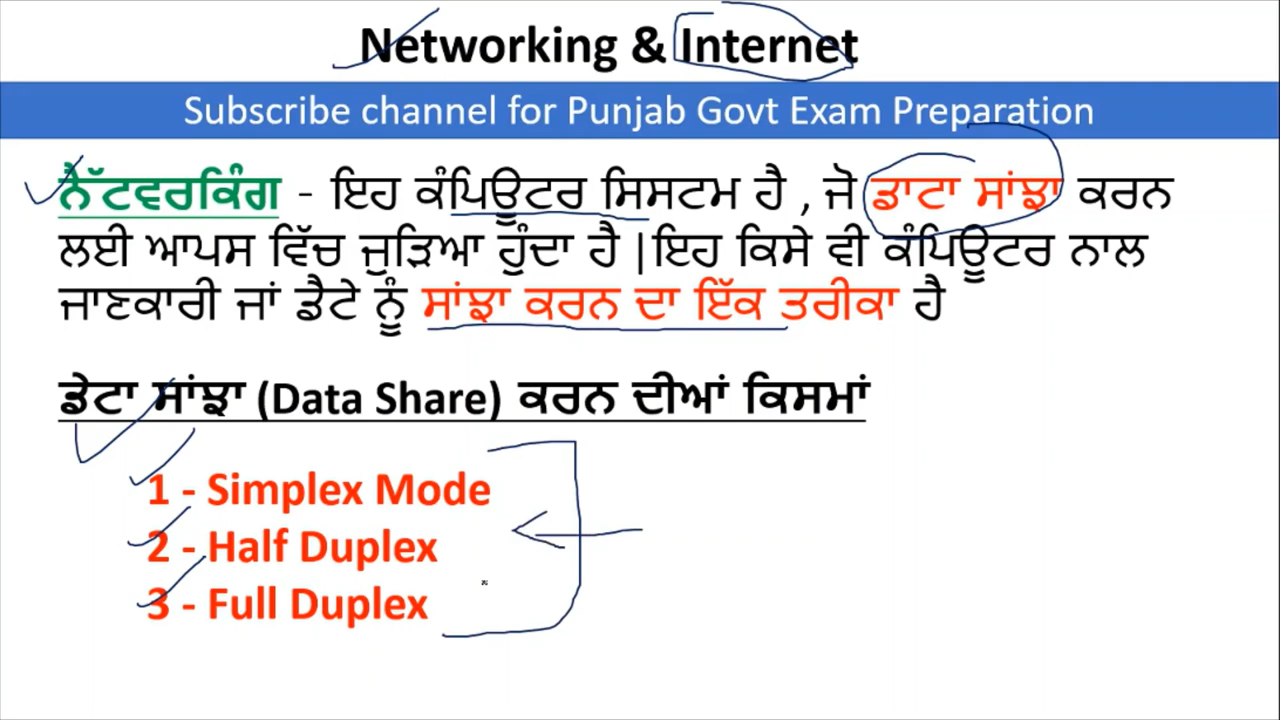 Networking & Internet
Subscribe channel for Punjab Govt Exam Preparation
ਨੈੱਟਵਰਕਿੰਗ - ਇਹ ਕੰਪਿਊਟਰ ਸਿਸਟਮ ਹੈ , ਜੋ ਡਾਟਾ ਸਾਂਝਾ ਕਰਨ
ਲਈ ਆਪਸ ਵਿੱਚ ਜੁੜਿਆ ਹੁੰਦਾ ਹੈ |ਇਹ ਕਿਸੇ ਵੀ ਕੰਪਿਊਟਰ ਨਾਲ
ਜਾਣਕਾਰੀ ਜਾਂ ਡੈਟੇ ਨੂੰ ਸਾਂਝਾ ਕਰਨ ਦਾ ਇੱਕ ਤਰੀਕਾ ਹੈ
ਡੇਟਾ ਸਾਂਝਾ (Data Share) ਕਰਨ ਦੀਆਂ ਕਿਸਮਾਂ
1 - Simplex Mode
2 - Half Duplex
3 - Full Duplex